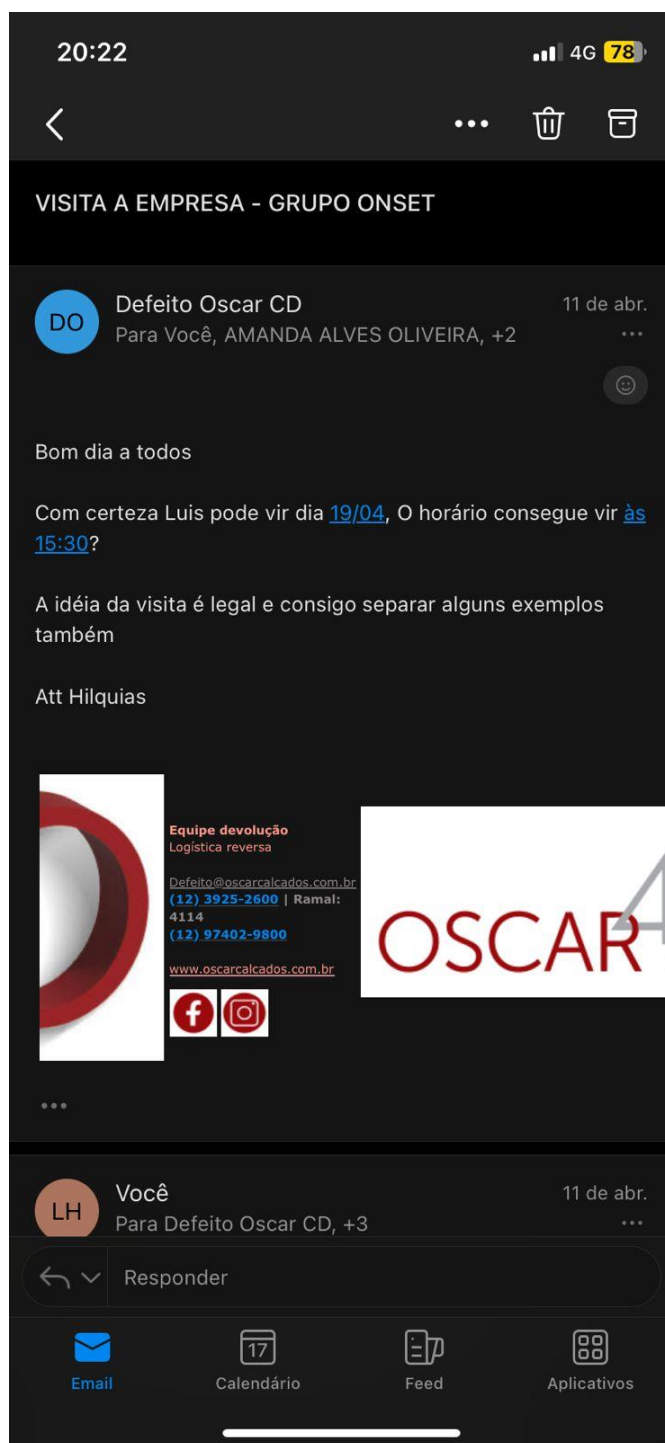 20:22
4G 78
VISITA A EMPRESA - GRUPO ONSET
DO
Defeito Oscar CD
11 de abr.
Para Você, AMANDA ALVES OLIVEIRA, +2
Bom dia a todos
Com certeza Luis pode vir dia 19/04, O horário consegue vir às
15:30?
A idéia da visita é legal e consigo separar alguns exemplos
também
Att Hilquias
Equipe devolução
Logística reversa
Defeito@oscarcalcados.com.br
(12) 3925-2600 | Ramal:
4114
(12) 97402-9800
www.oscarcalcados.com.br
OSCAR
4
LH
Você
11 de abr.
Para Defeito Oscar CD, +3
Responder
17
Email
Calendário
Feed
Aplicativos